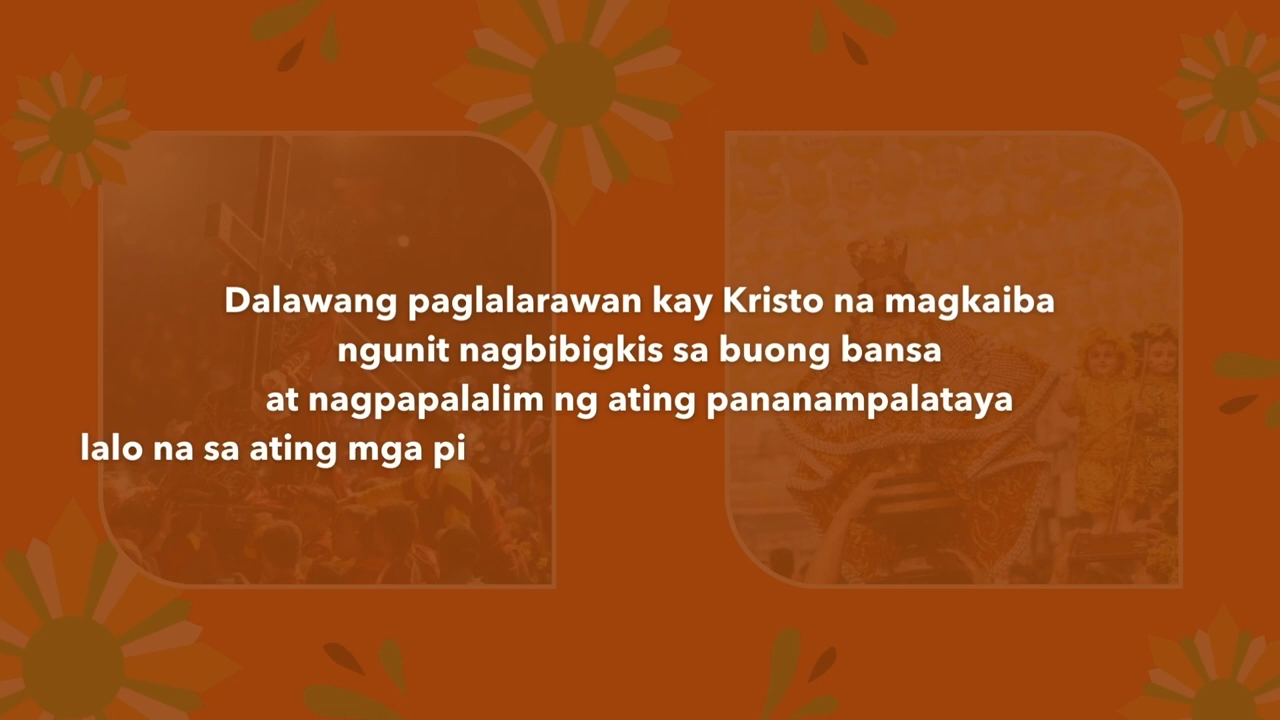 Dalawang paglalarawan kay Kristo na magkaiba
ngunit nagbibigkis sa buong bansa
at nagpapalalim ng ating pananampalataya
lalo na sa ating mga pi